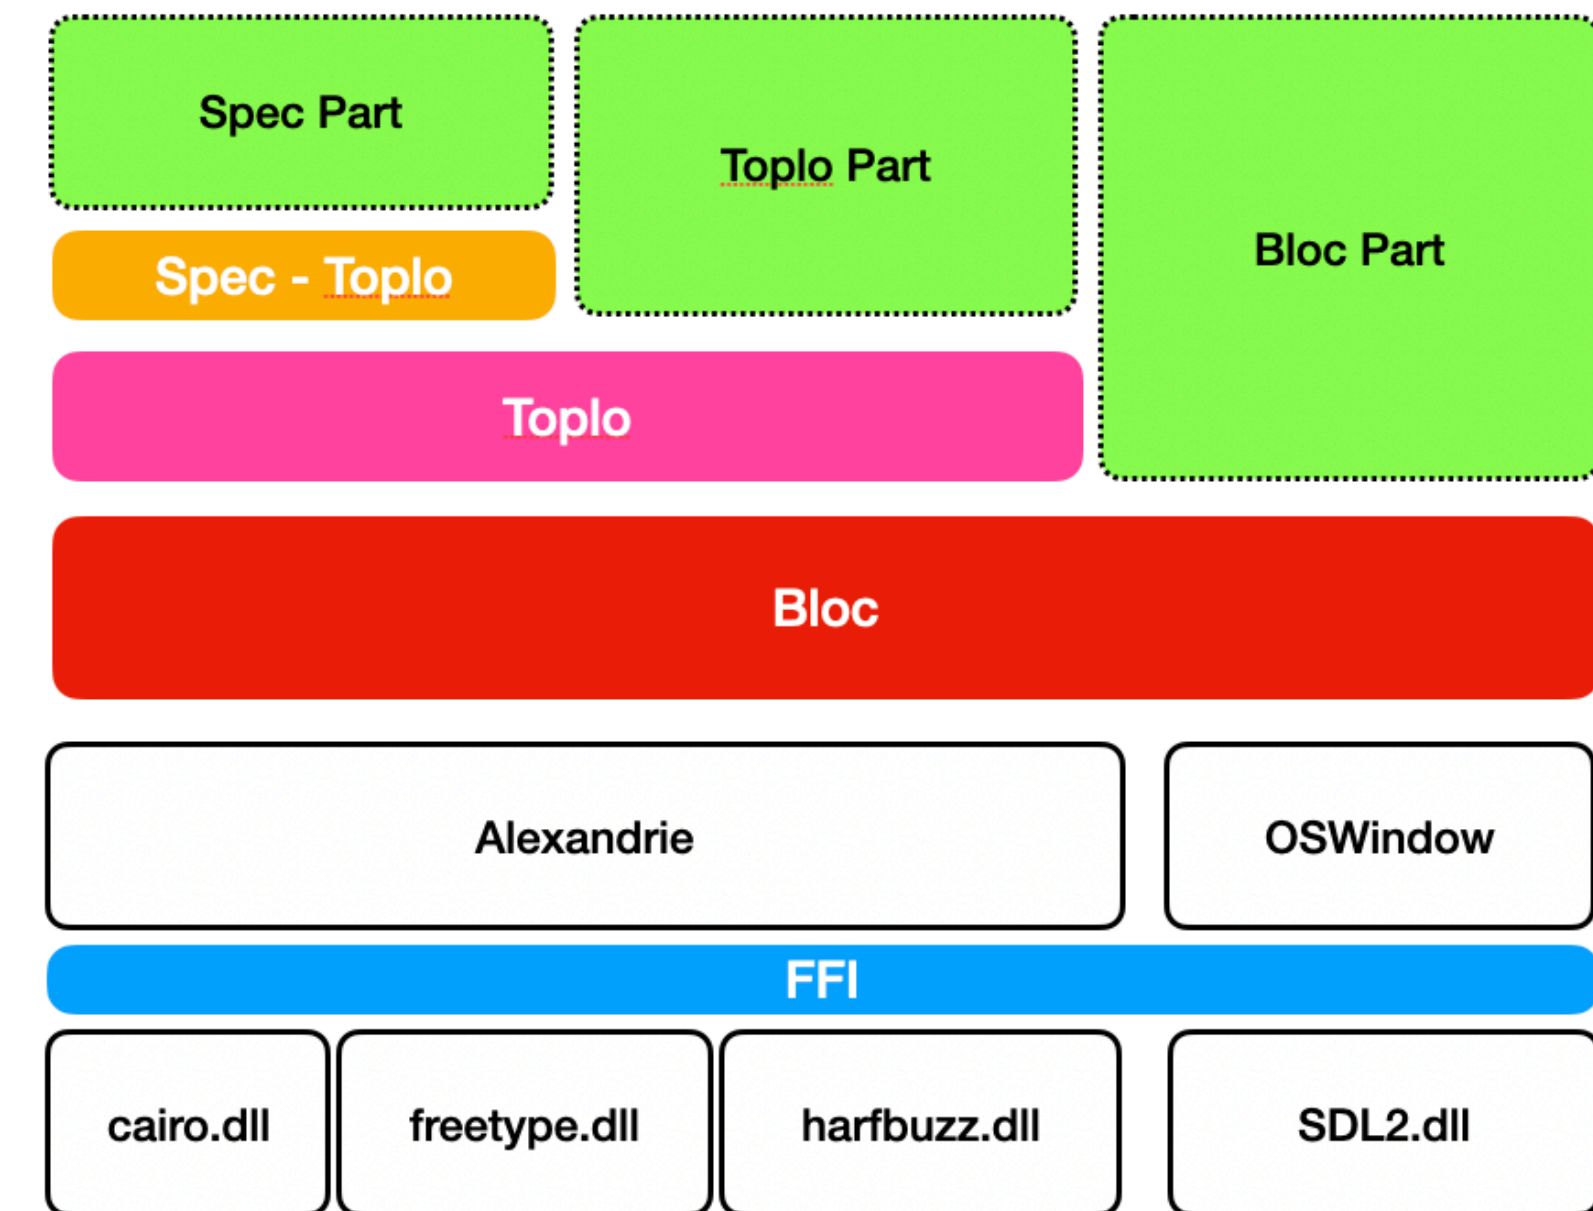 Spec Part
Toplo Part
Bloc Part
Spec - Toplo
Toplo
Bloc
Alexandrie
OSWindow
FFI
cairo.dll
freetype.dll
harfbuzz.dll
SDL2.dll